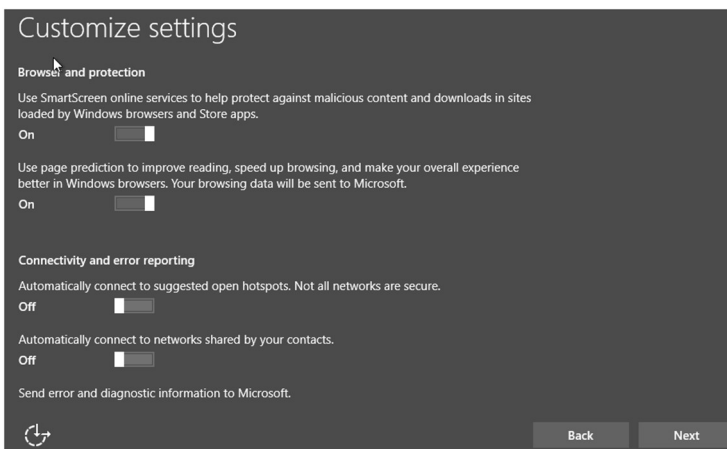 Customize settings
Browser and protection
Use SmartScreen online services to help protect against malicious content and downloads in sites
loaded by Windows browsers and Store apps.
On
Use page prediction to improve reading, speed up browsing, and make your overall experience
better in Windows browsers. Your browsing data will be sent to Microsoft.
On
Connectivity and error reporting
Automatically connect to suggested open hotspots. Not all networks are secure.
Off
Automatically connect to networks shared by your contacts.
Off
Send error and diagnostic information to Microsoft.
Back Next